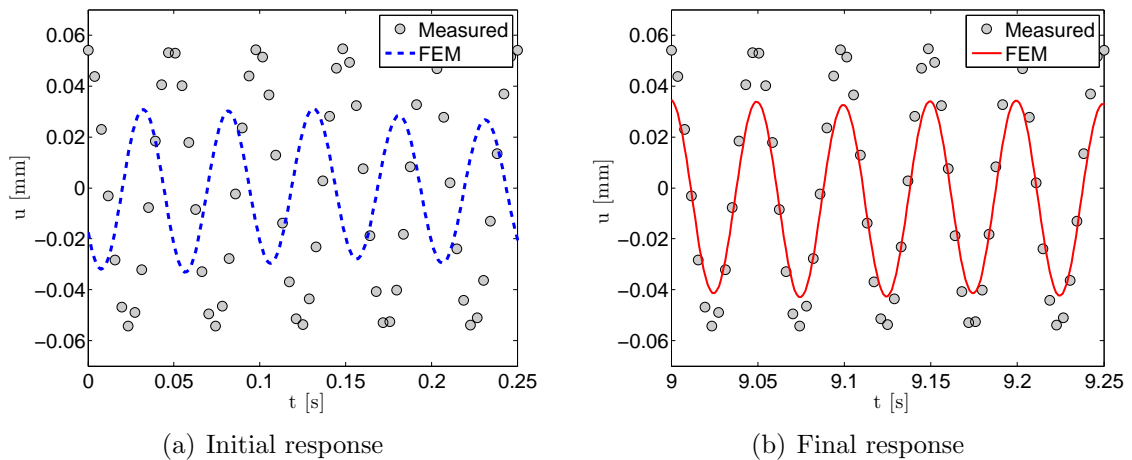 Measured
FEM
0.06
0.04
0.02
0
−0.02
−0.04
−0.06
u [mm]
0 0.05 0.1 0.15 0.2 0.25
t [s]
(a) Initial response
Measured
FEM
0.06
0.04
0.02
0
−0.02
−0.04
−0.06
u [mm]
9 9.05 9.1 9.15 9.2 9.25
t [s]
(b) Final response